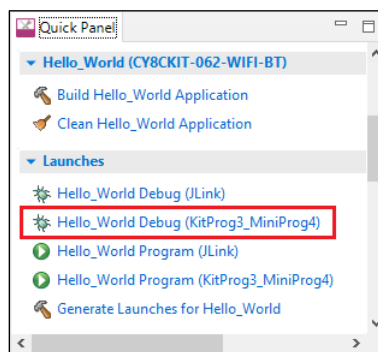 Quick Panel
Hello_World (CY8CKIT-062-WIFI-BT)
Build Hello_World Application
Clean Hello_World Application
Launches
Hello_World Debug (JLink)
Hello_World Debug (KitProg3_MiniProg4)
Hello_World Program (JLink)
Hello_World Program (KitProg3_MiniProg4)
Generate Launches for Hello_World